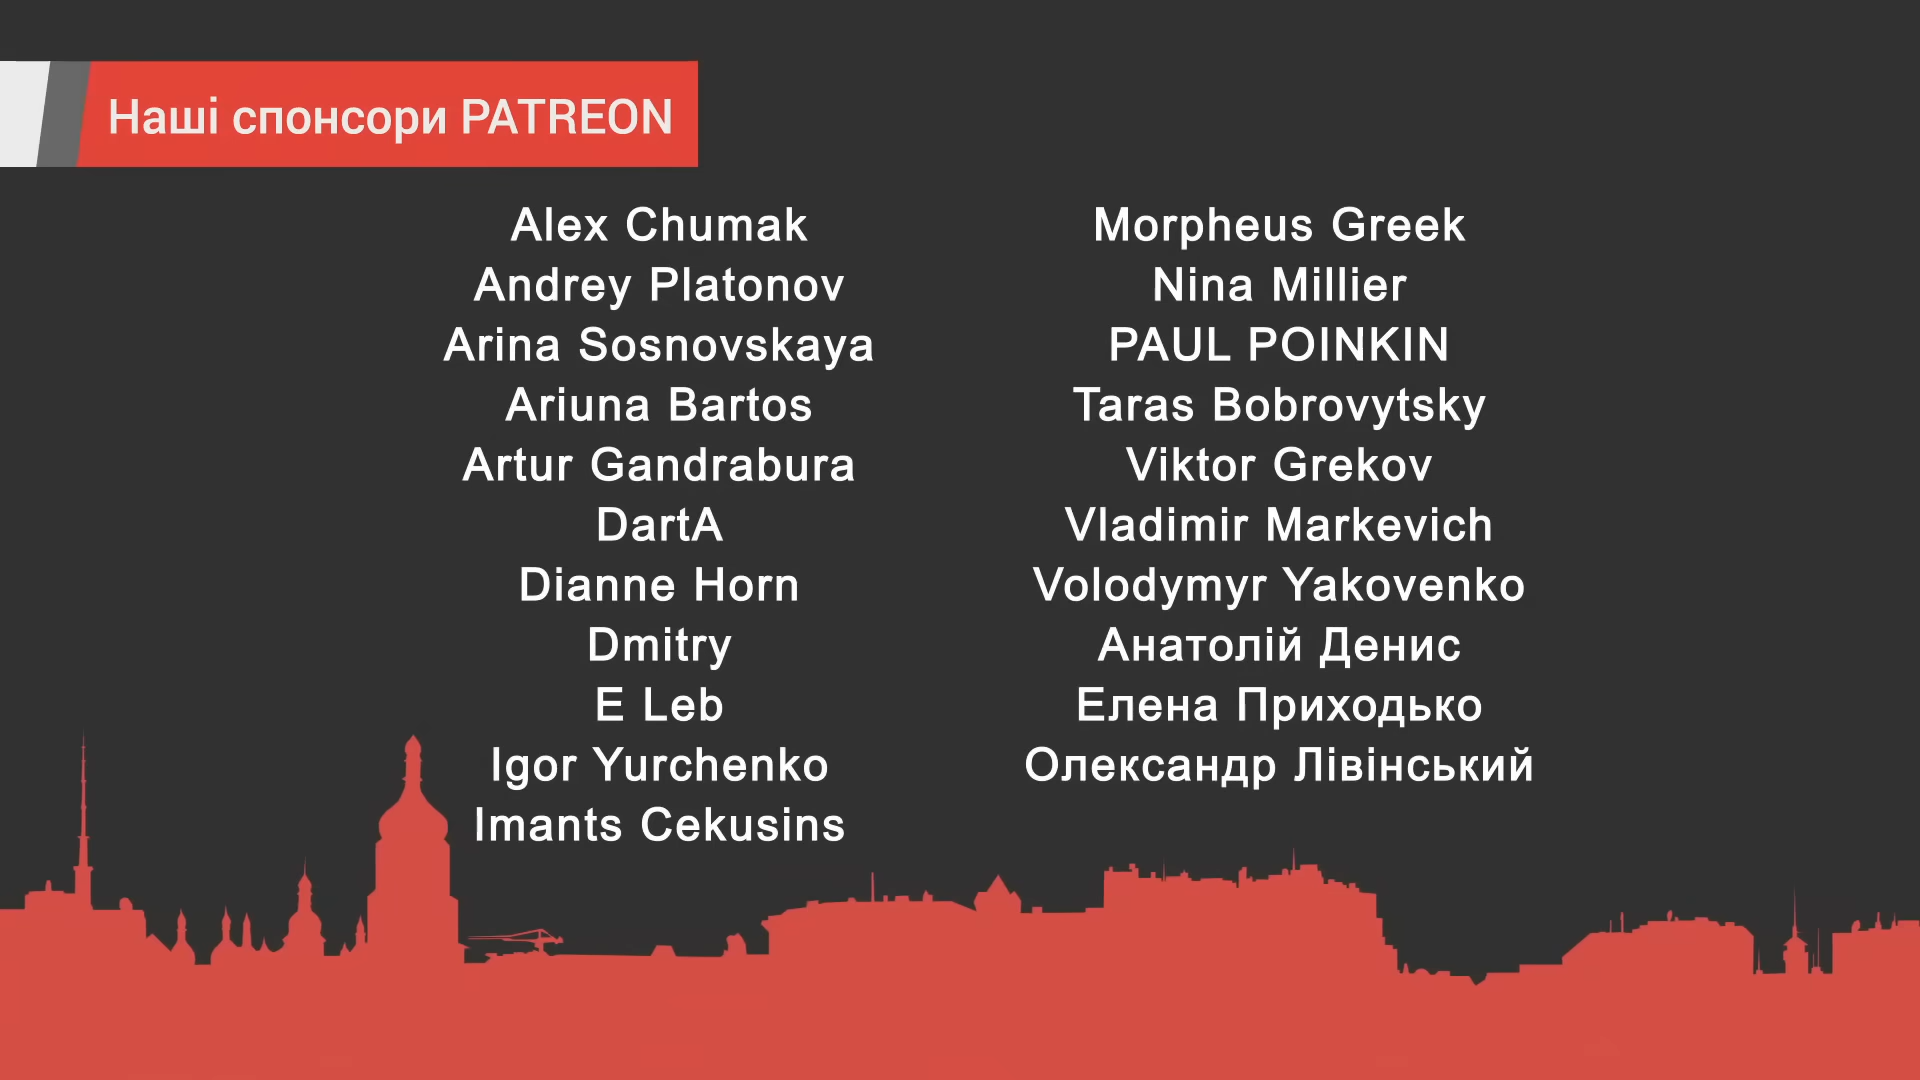 Наші спонсори PATREON
Alex Chumak
Andrey Platonov
Arina Sosnovskaya
Ariuna Bartos
Artur Gandrabura
DartA
Dianne Horn
Dmitry
E Leb
Igor Yurchenko
Imants Cekusins
Morpheus Greek
Nina Millier
PAUL POINKIN
Taras Bobrovytsky
Viktor Grekov
Vladimir Markevich
Volodymyr Yakovenko
Анатолій Денис
Елена Приходько
Олександр Лівінський